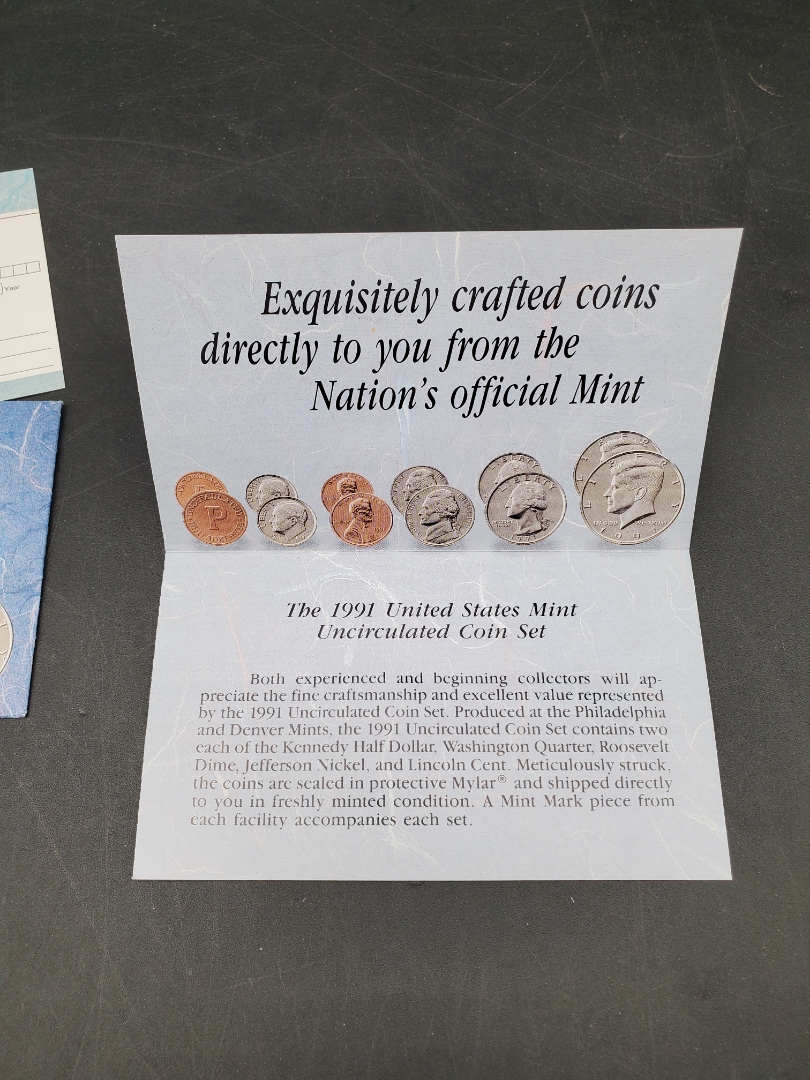 Year
Exquisitely crafted coins
directly to you from the
Nation's official Mint
P
LIBERTY
1991
The 1991 United States Mint
Uncirculated Coin Set
Both experienced and beginning collectors will ap-
preciate the fine craftsmanship and excellent value represented
by the 1991 Uncirculated Coin Set. Produced at the Philadelphia
and Denver Mints, the 1991 Uncirculated Coin Set contains two
each of the Kennedy Half Dollar, Washington Quarter, Roosevelt
Dime, Jefferson Nickel, and Lincoln Cent. Meticulously struck,
the coins are sealed in protective Mylar® and shipped directly
to you in freshly minted condition. A Mint Mark piece from
each facility accompanies each set.